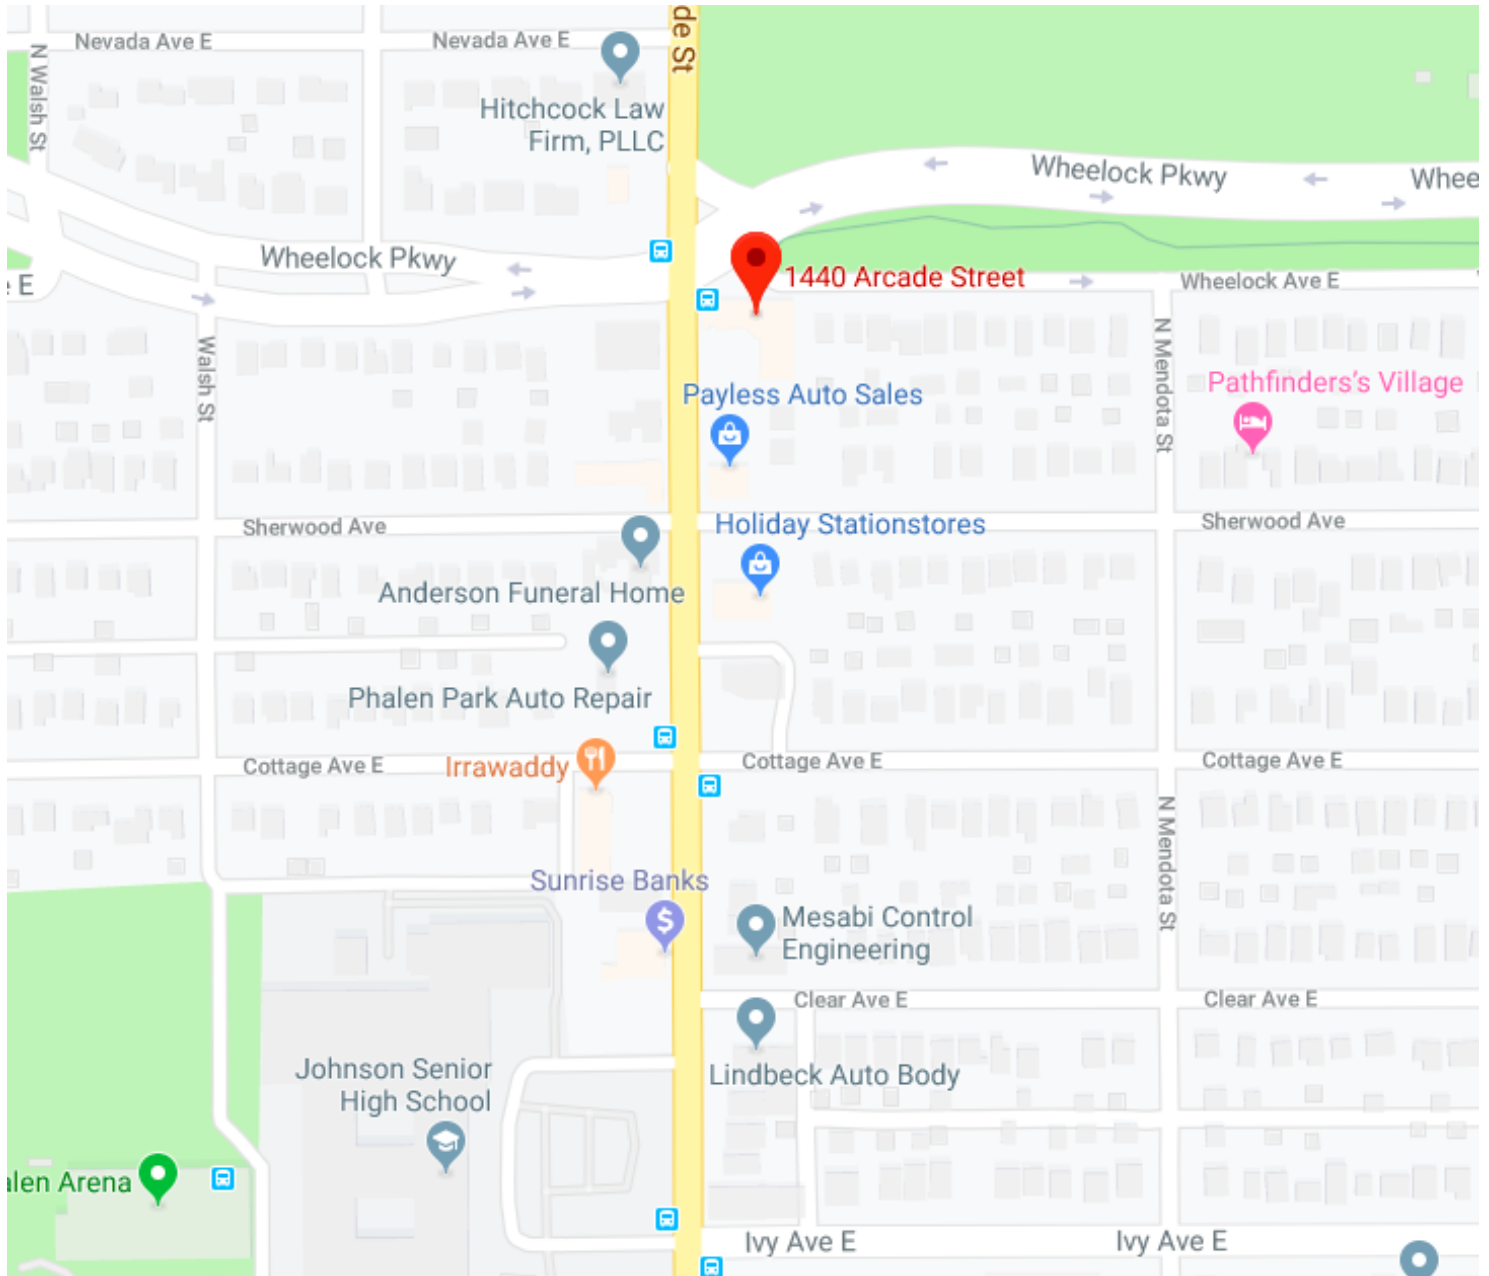 Nevada Ave E
Nevada Ave E
de St
N Walsh St
Hitchcock Law
Firm, PLLC
Wheelock Pkwy
Whee
Wheelock Pkwy
1440 Arcade Street
E
Wheelock Ave E
Walsh St
N Mendota St
Payless Auto Sales
Pathfinders's Village
Sherwood Ave
Holiday Stationstores
Sherwood Ave
Anderson Funeral Home
Phalen Park Auto Repair
Cottage Ave E
Irrawaddy
Cottage Ave E
Cottage Ave E
N Mendota St
Sunrise Banks
$
Mesabi Control
Engineering
Clear Ave E
Clear Ave E
Johnson Senior
High School
Lindbeck Auto Body
alen Arena
Ivy Ave E
Ivy Ave E